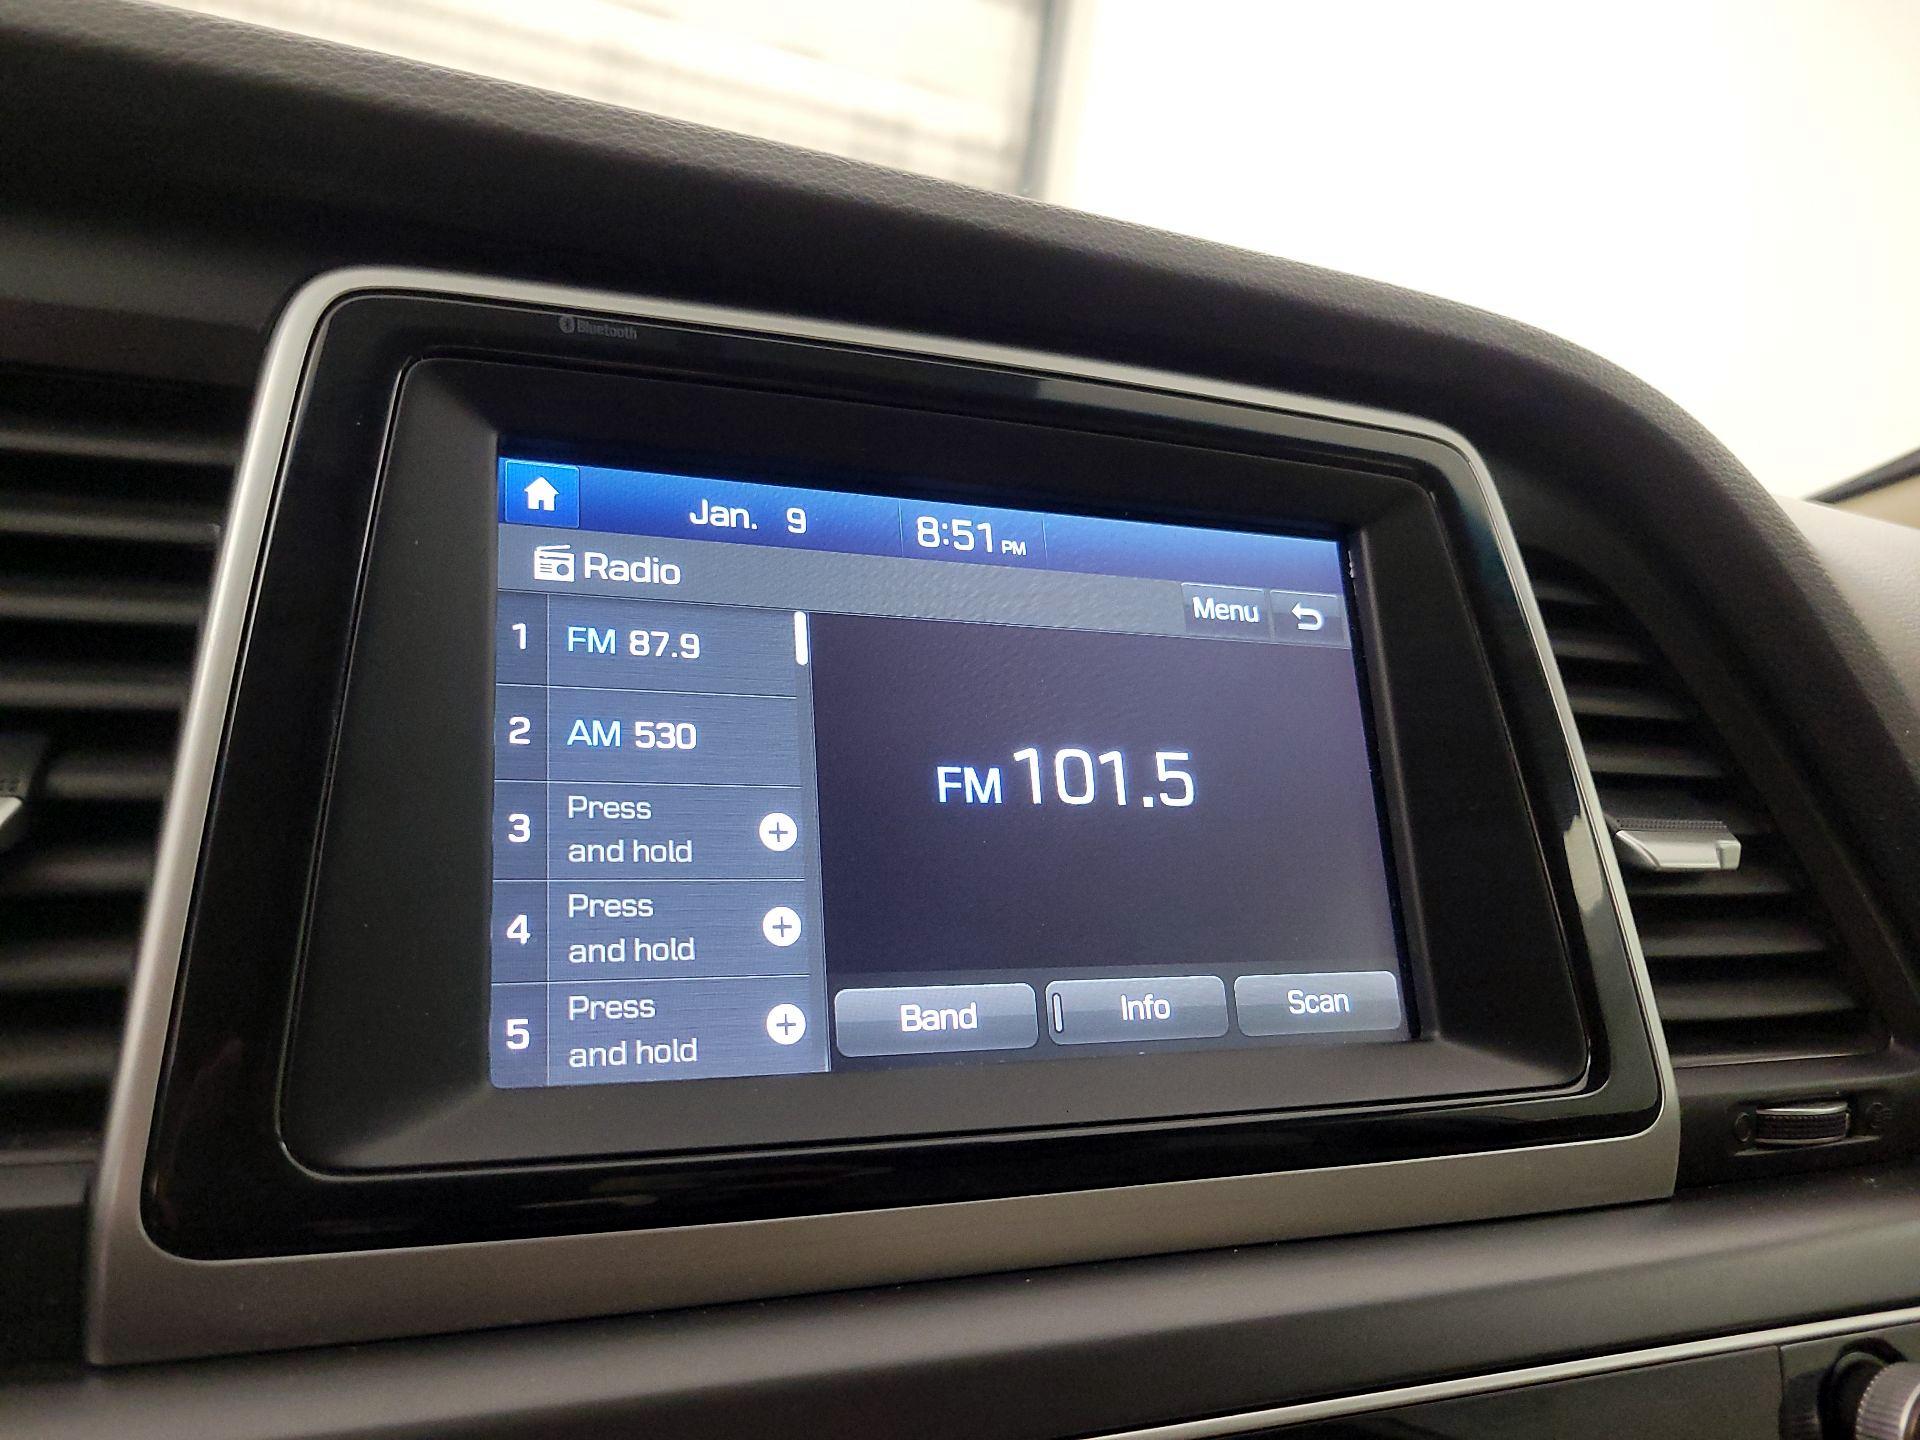 Bluetooth
Jan. 9 8:51 PM
Radio
Menu
1 FM 87.9
2 AM 530
FM 101.5
3 Press
and hold
4 Press
and hold
5 Press
and hold
Band Info Scan